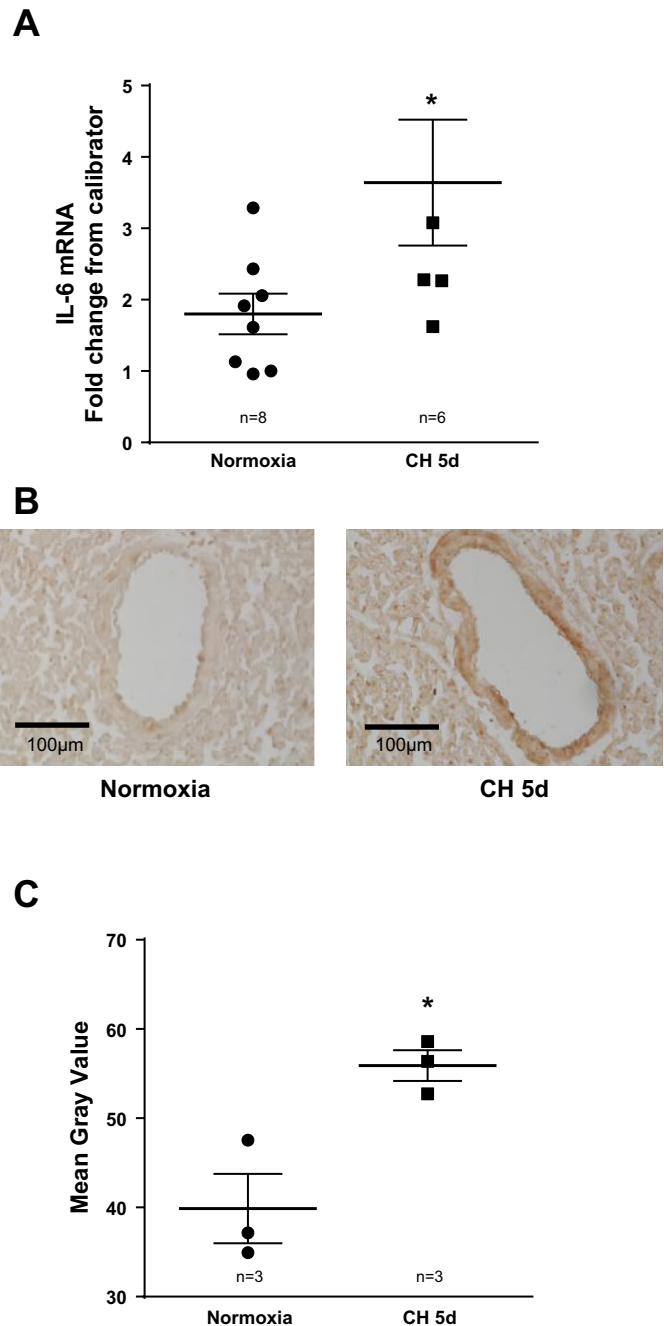 A
IL-6 mRNA
Fold change from calibrator
5
4
3
2
1
0
*
n=8
n=6
Normoxia
CH 5d
B
100µm
100µm
Normoxia
CH 5d
C
Mean Gray Value
70
60
50
40
30
*
n=3
n=3
Normoxia
CH 5d